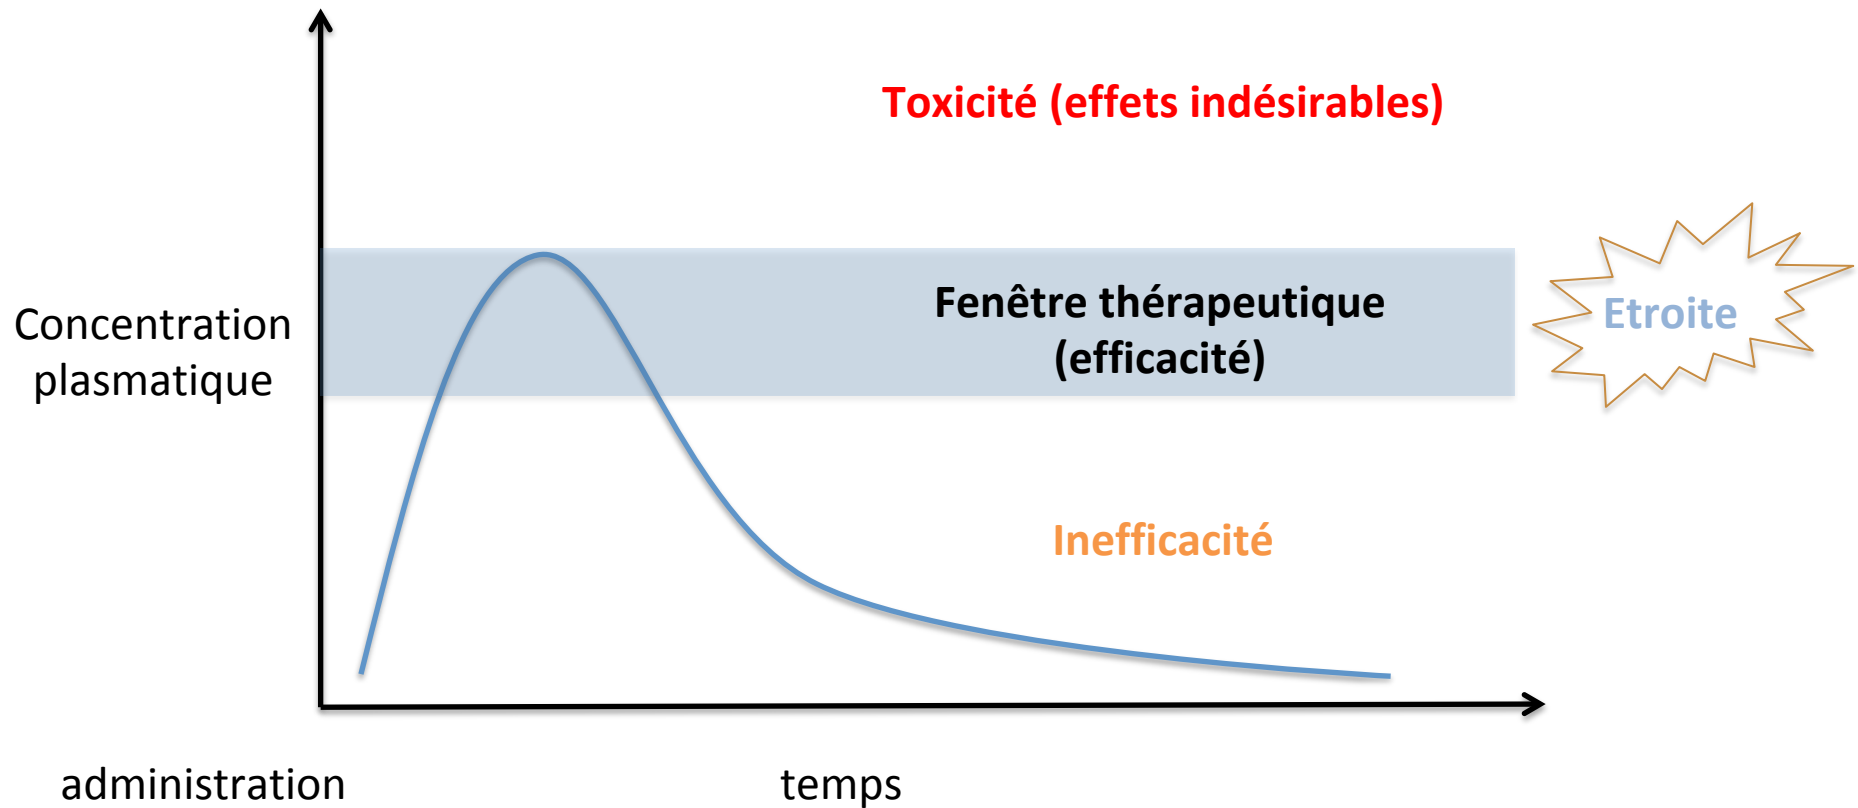 Toxicité (effets indésirables)
Concentration
plasmatique
Fenêtre thérapeutique
(efficacité)
Etroite
Inefficacité
administration
temps